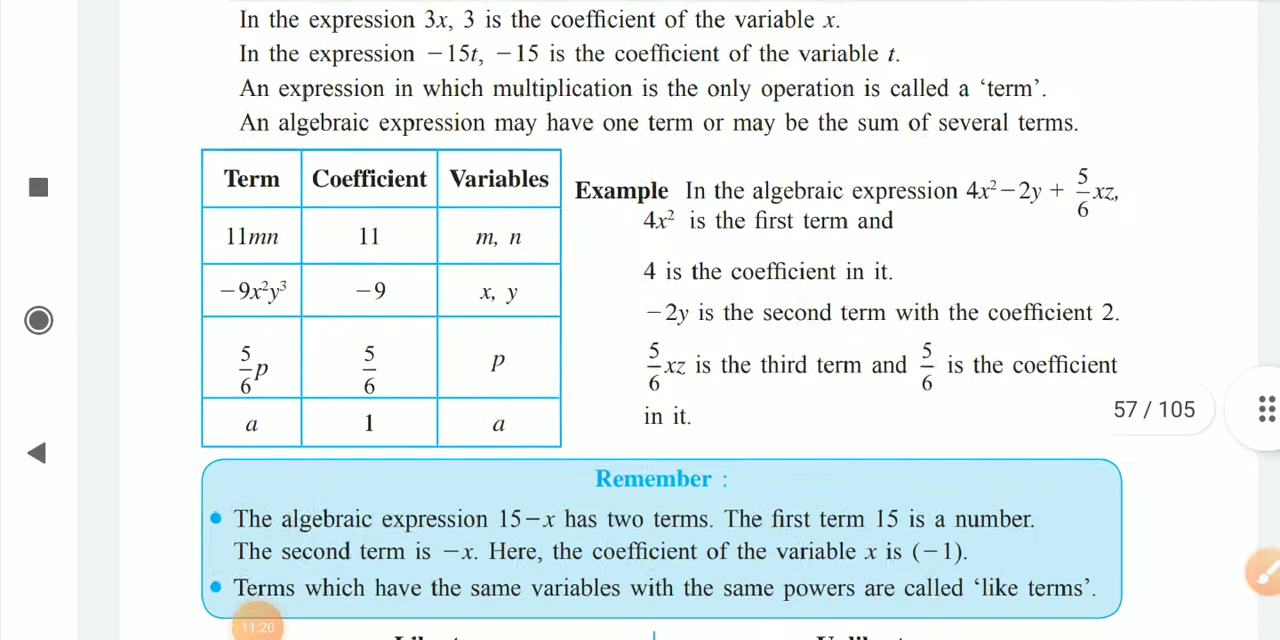 In the expression 3x, 3 is the coefficient of the variable x.
In the expression −15t, −15 is the coefficient of the variable t.
An expression in which multiplication is the only operation is called a ‘term’.
An algebraic expression may have one term or may be the sum of several terms.
Term Coefficient Variables
11mn 11 m, n
−9x²y³ −9 x, y
5/6 p 5/6 p
a 1 a
Example In the algebraic expression 4x²−2y + 5/6 xz,
4x² is the first term and
4 is the coefficient in it.
−2y is the second term with the coefficient 2.
5/6 xz is the third term and 5/6 is the coefficient
in it.
57 / 105
Remember :
• The algebraic expression 15−x has two terms. The first term 15 is a number.
The second term is −x. Here, the coefficient of the variable x is (−1).
• Terms which have the same variables with the same powers are called ‘like terms’.
11:20